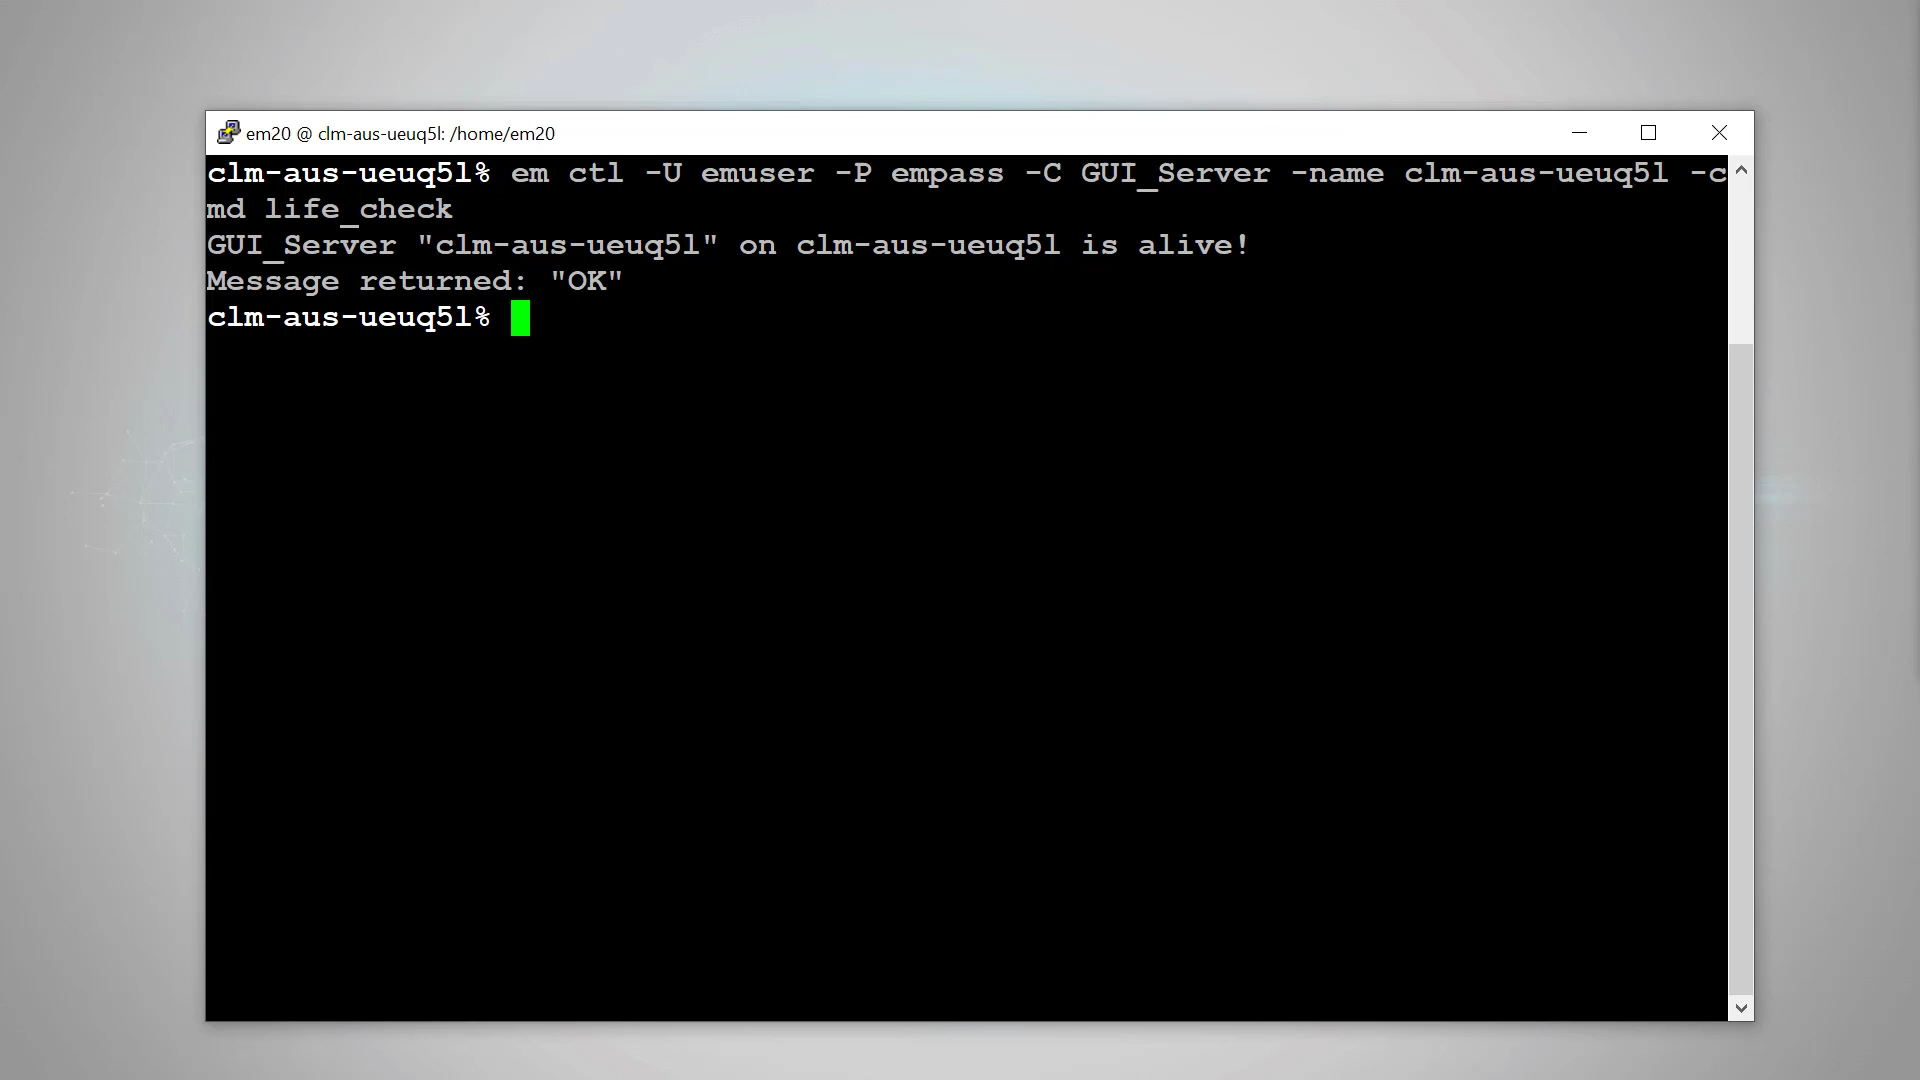 em20 @ clm-aus-ueuq5l: /home/em20
clm-aus-ueuq5l% em ctl -U emuser -P empass -C GUI_Server -name clm-aus-ueuq5l -c
md life_check
GUI_Server "clm-aus-ueuq5l" on clm-aus-ueuq5l is alive!
Message returned: "OK"
clm-aus-ueuq5l%